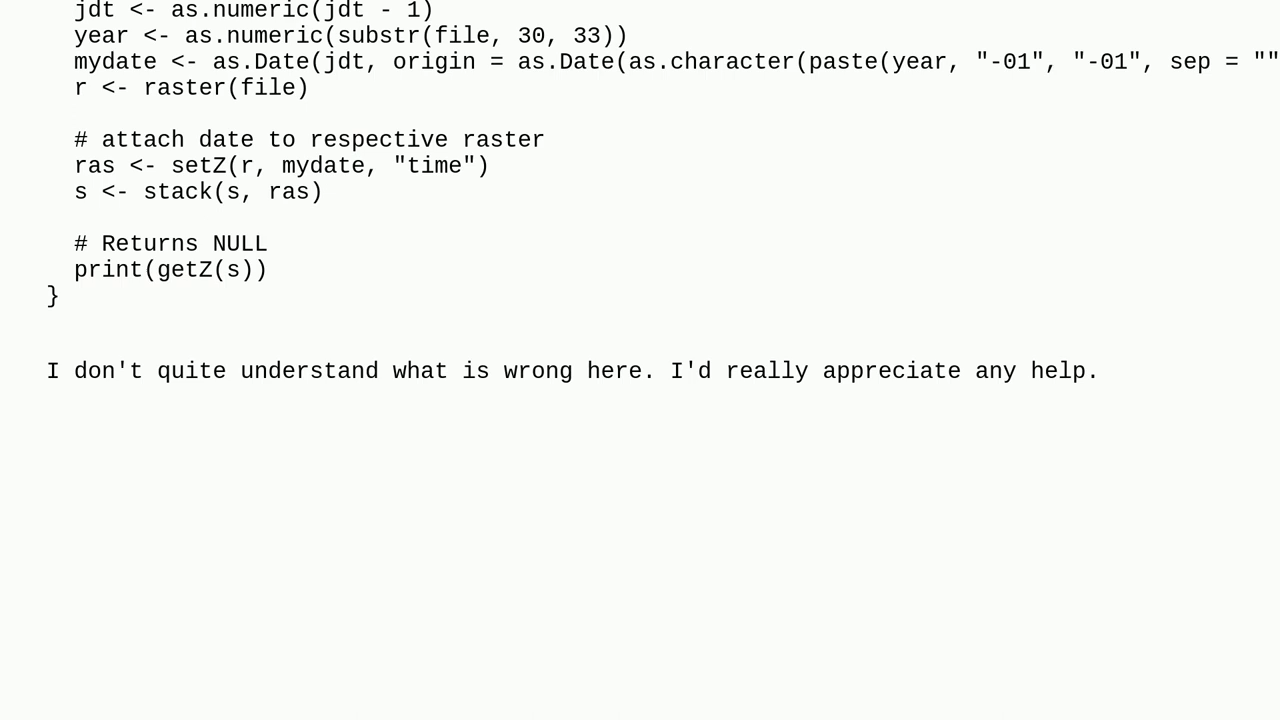 jdt <- as.numeric(jdt - 1)
year <- as.numeric(substr(file, 30, 33))
mydate <- as.Date(jdt, origin = as.Date(as.character(paste(year, "-01", "-01", sep = ""
r <- raster(file)
# attach date to respective raster
ras <- setZ(r, mydate, "time")
s <- stack(s, ras)
# Returns NULL
print(getZ(s))
}
I don't quite understand what is wrong here. I'd really appreciate any help.